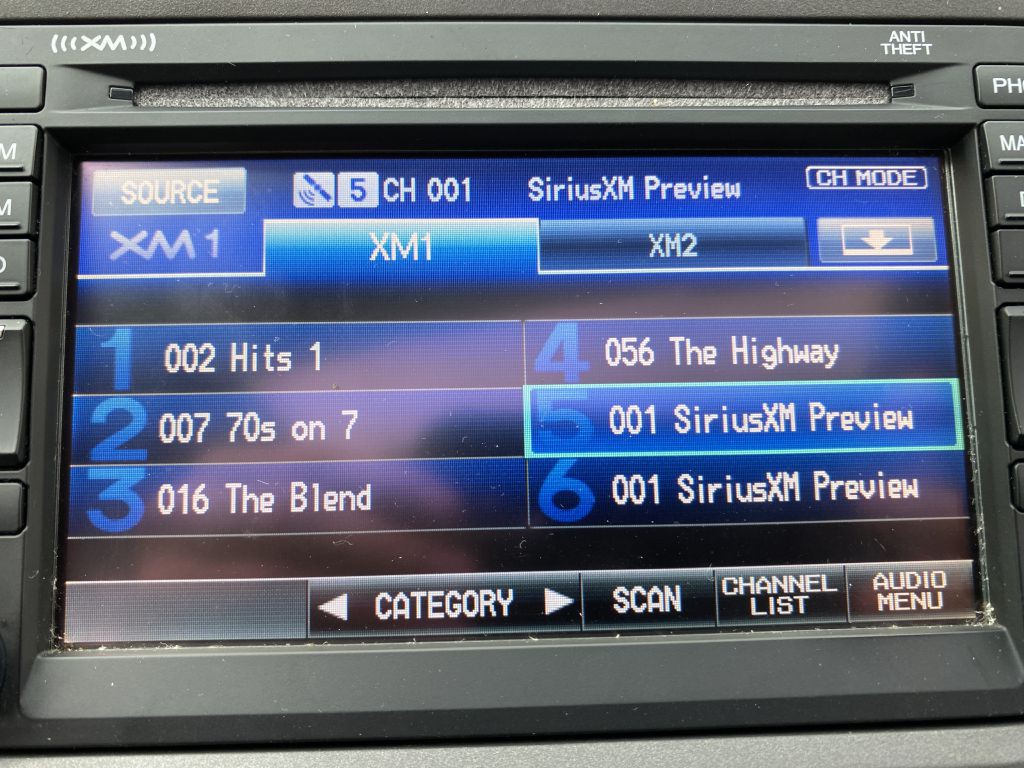 (((XM)))
ANTI
THEFT
PHO
MA
M
M
SOURCE
5 CH 001 SiriusXM Preview
CH MODE
XM 1
XM1
XM2
1 002 Hits 1
2 007 70s on 7
3 016 The Blend
4 056 The Highway
5 001 SiriusXM Preview
6 001 SiriusXM Preview
◀ CATEGORY ▶
SCAN
CHANNEL
LIST
AUDIO
MENU